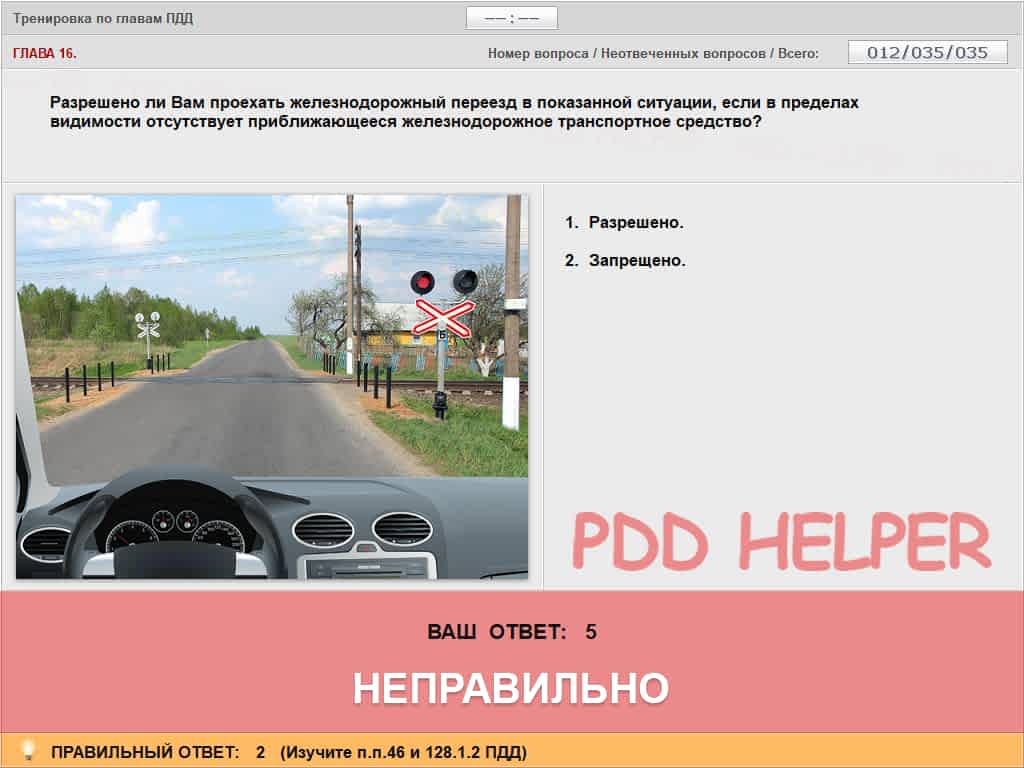 Тренировка по главам ПДД
—— : ——
ГЛАВА 16.
Номер вопроса / Неотвеченных вопросов / Всего:
012/035/035
Разрешено ли Вам проехать железнодорожный переезд в показанной ситуации, если в пределах
видимости отсутствует приближающееся железнодорожное транспортное средство?
1. Разрешено.
2. Запрещено.
Б
PDD HELPER
ВАШ ОТВЕТ: 5
НЕПРАВИЛЬНО
ПРАВИЛЬНЫЙ ОТВЕТ: 2 (Изучите п.п.46 и 128.1.2 ПДД)